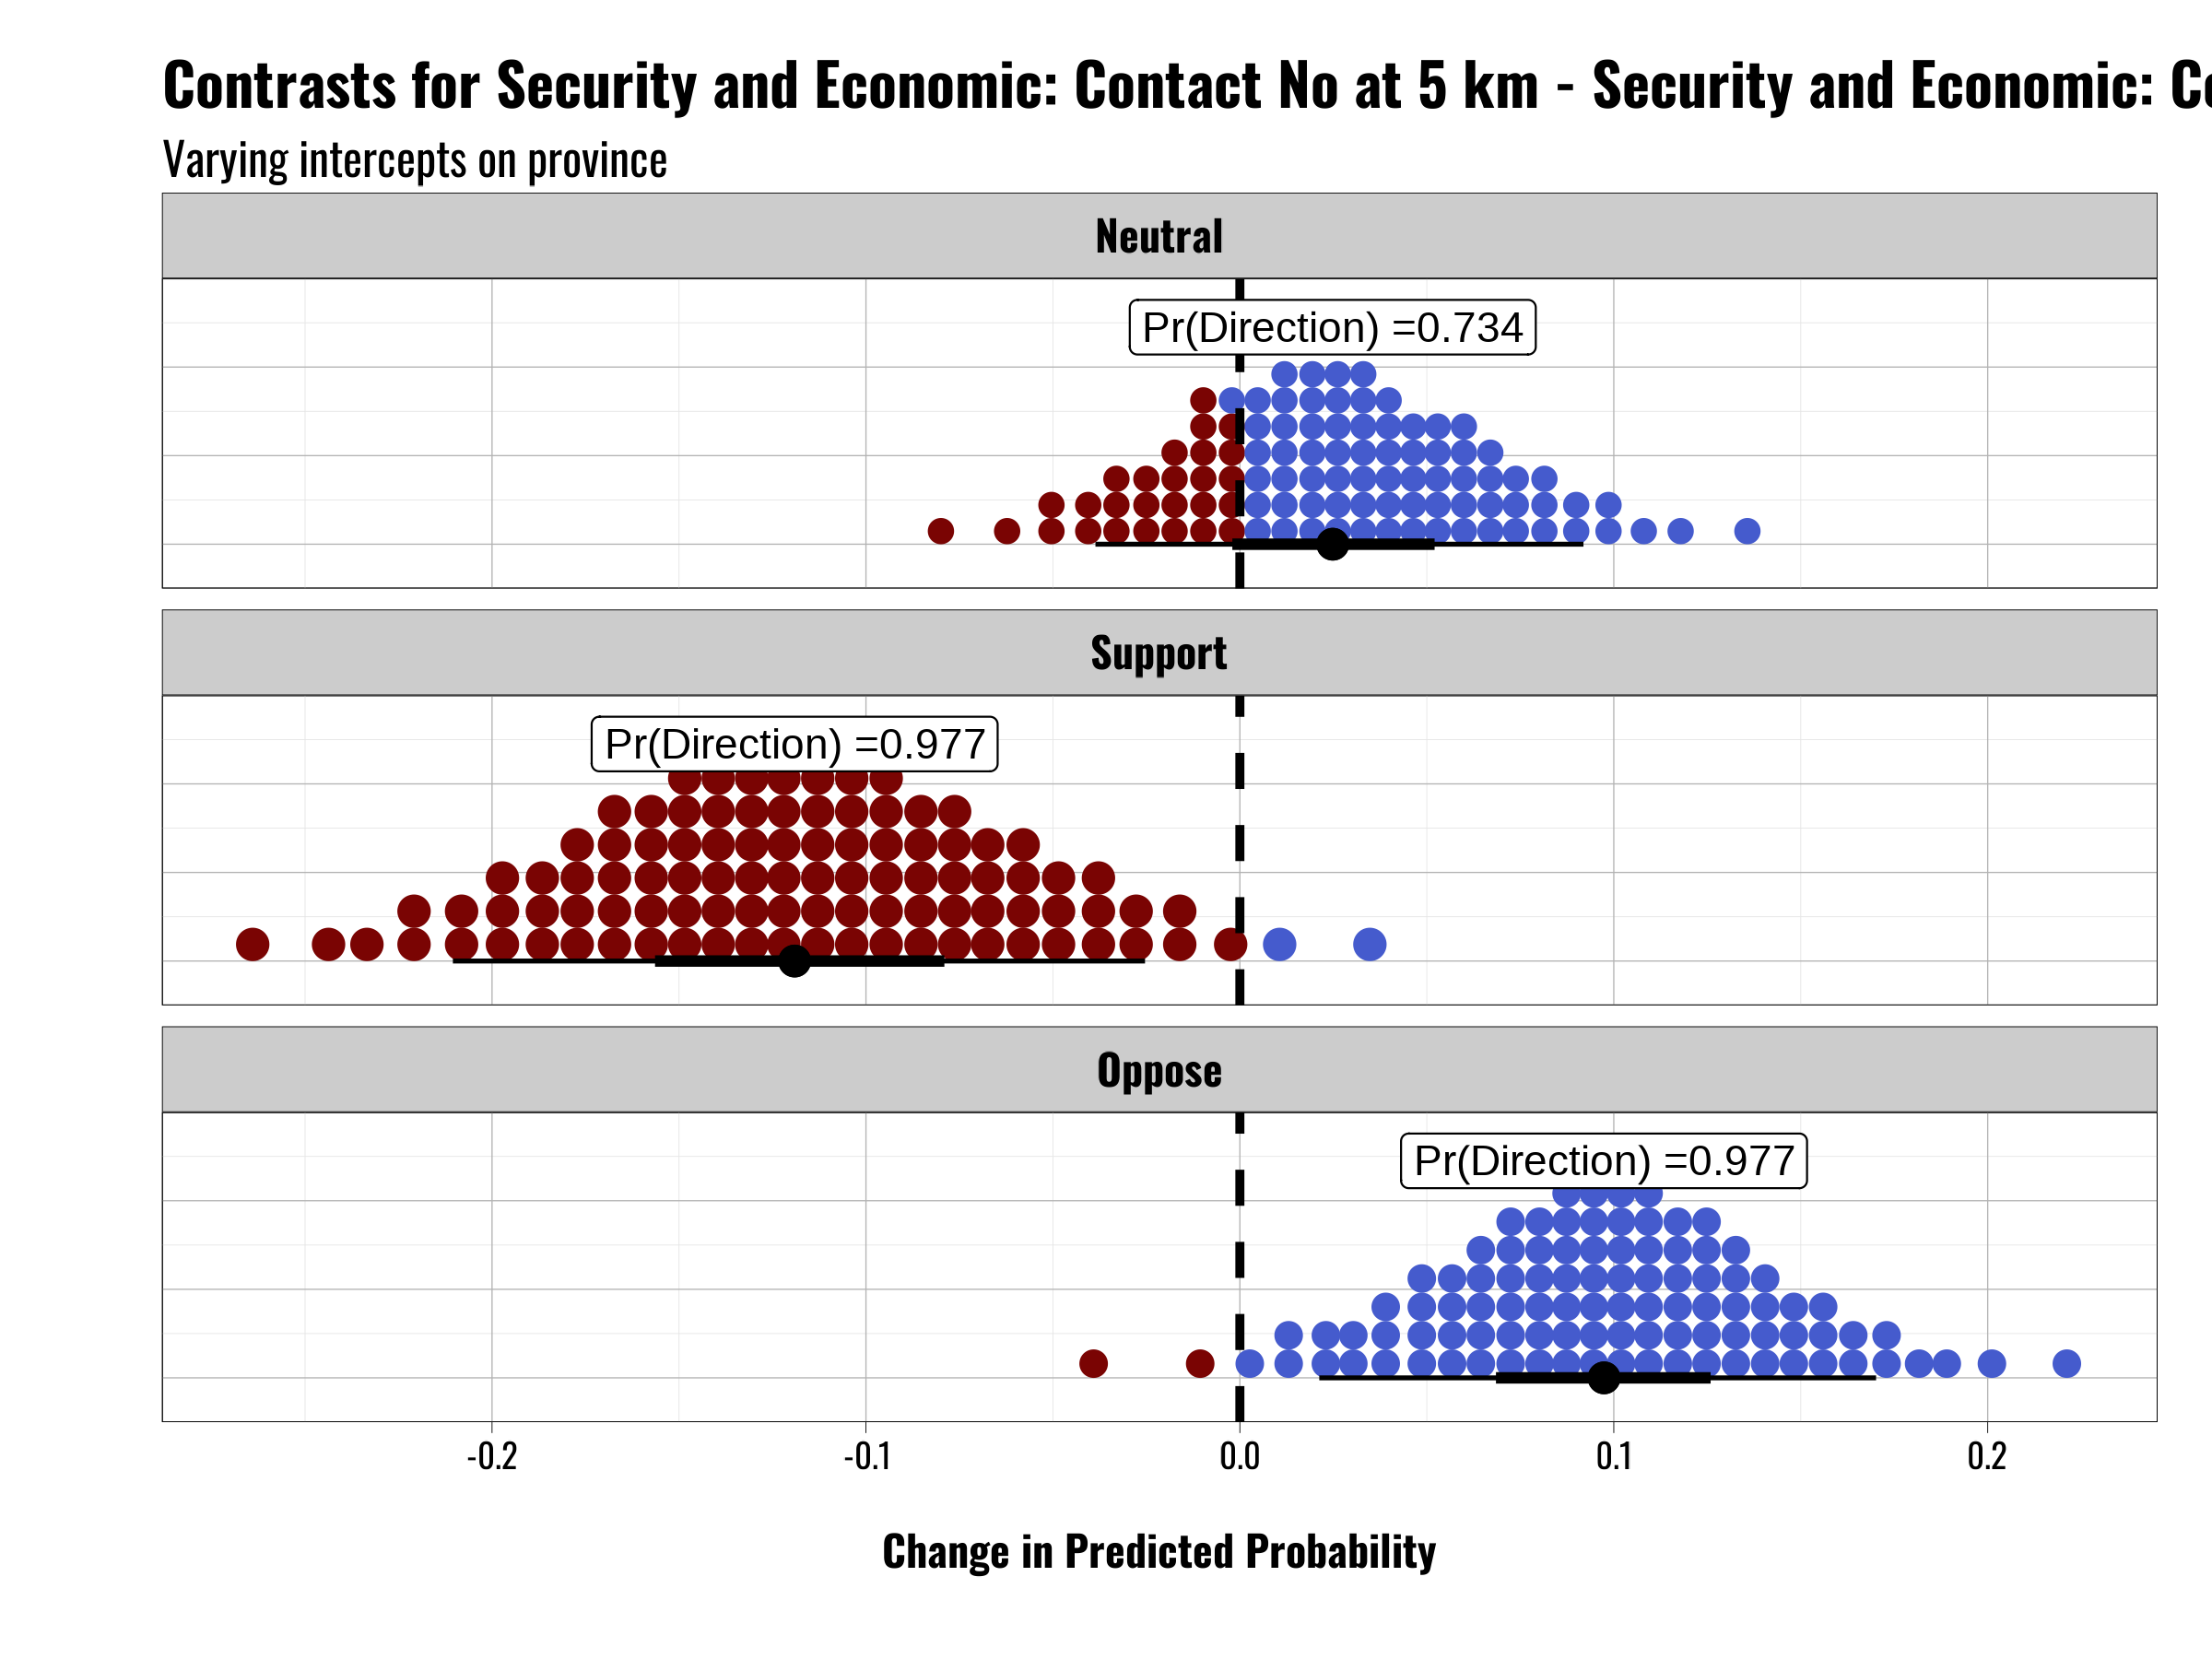 Contrasts for Security and Economic: Contact No at 5 km - Security and Economic:
Varying intercepts on province
Neutral
Pr(Direction) =0.734
Support
Pr(Direction) =0.977
Oppose
Pr(Direction) =0.977
-0.2 -0.1 0.0 0.1 0.2
Change in Predicted Probability